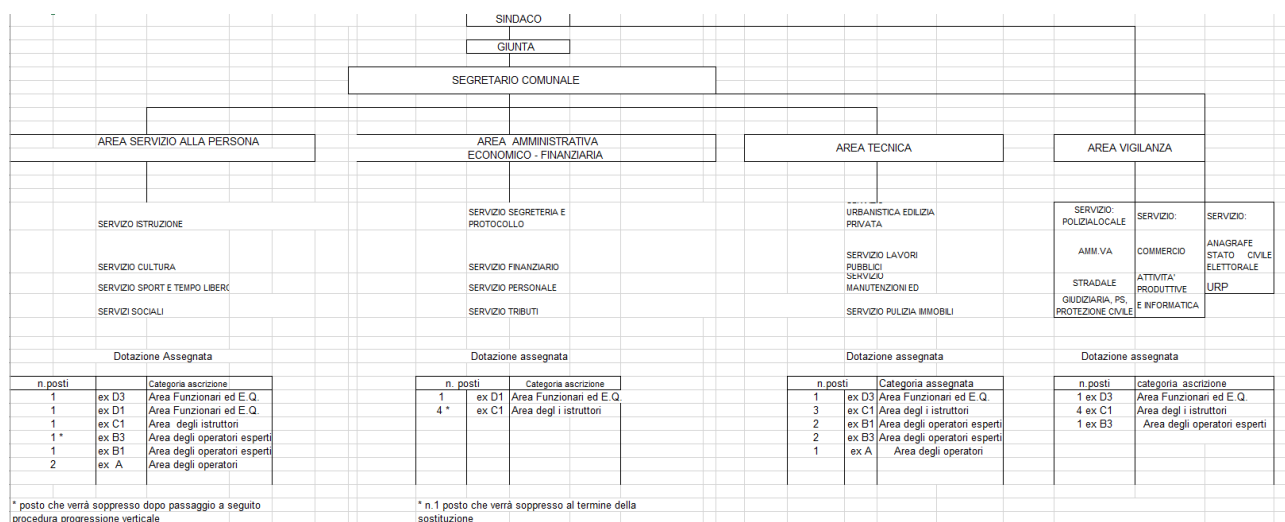 SINDACO
GIUNTA
SEGRETARIO COMUNALE
AREA SERVIZIO ALLA PERSONA
AREA AMMINISTRATIVA
ECONOMICO - FINANZIARIA
AREA TECNICA
AREA VIGILANZA
SERVIZO ISTRUZIONE
SERVIZIO CULTURA
SERVIZIO SPORT E TEMPO LIBERO
SERVIZI SOCIALI
SERVIZIO SEGRETERIA E
PROTOCOLLO
SERVIZIO FINANZIARIO
SERVIZIO PERSONALE
SERVIZIO TRIBUTI
URBANISTICA EDILIZIA
PRIVATA
SERVIZIO LAVORI
PUBBLICI
SERVIZIO
MANUTENZIONI ED
SERVIZIO PULIZIA IMMOBILI
SERVIZIO:
POLIZIALOCALE
AMM.VA
STRADALE
GIUDIZIARIA, PS,
PROTEZIONE CIVILE
SERVIZIO:
COMMERCIO
ATTIVITA'
PRODUTTIVE
E INFORMATICA
SERVIZIO:
ANAGRAFE
STATO CIVILE
ELETTORALE
URP
Dotazione Assegnata
n.posti Categoria ascrizione
1 ex D3 Area Funzionari ed E.Q.
1 ex D1 Area Funzionari ed E.Q.
1 ex C1 Area degli istruttori
1 * ex B3 Area degli operatori esperti
1 ex B1 Area degli operatori esperti
2 ex A Area degli operatori
* posto che verrà soppresso dopo passaggio a seguito
procedura progressione verticale
Dotazione assegnata
n. posti Categoria ascrizione
1 ex D1 Area Funzionari ed E.Q.
4 * ex C1 Area degl i istruttori
* n.1 posto che verrà soppresso al termine della
sostituzione
Dotazione assegnata
n.posti Categoria assegnata
1 ex D3 Area Funzionari ed E.Q.
3 ex C1 Area degl i istruttori
2 ex B1 Area degli operatori esperti
2 ex B3 Area degli operatori esperti
1 ex A Area degli operatori
Dotazione assegnata
n.posti categoria ascrizione
1 ex D3 Area Funzionari ed E.Q.
4 ex C1 Area degli istruttori
1 ex B3 Area degli operatori esperti